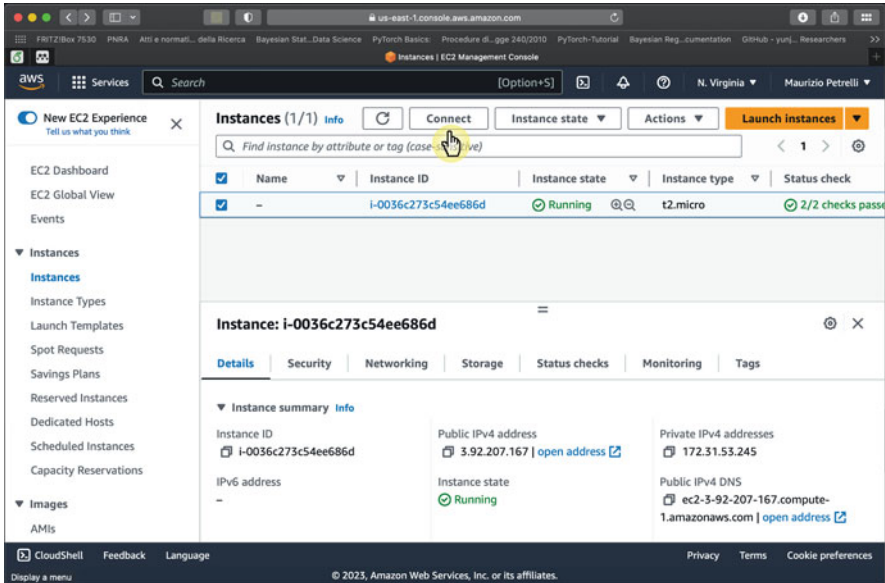 us-east-1.console.aws.amazon.com
FRITZ!Box 7530 PNRA Atti e normati... della Ricerca Bayesian Stat...Data Science PyTorch Basics: Procedure di...gge 240/2010 PyTorch-Tutorial Bayesian Reg...cumentation GitHub - yunj... Researchers >>
Instances | EC2 Management Console
aws Services Search [Option+S] N. Virginia ▼ Maurizio Petrelli ▼
New EC2 Experience
Tell us what you think
Instances (1/1) Info Connect Instance state ▼ Actions ▼ Launch instances ▼
Find instance by attribute or tag (case-sensitive) < 1 >
Name Instance ID Instance state Instance type Status check
– i-0036c273c54ee686d Running t2.micro 2/2 checks passe
EC2 Dashboard
EC2 Global View
Events
▼ Instances
Instances
Instance Types
Launch Templates
Spot Requests
Savings Plans
Reserved Instances
Dedicated Hosts
Scheduled Instances
Capacity Reservations
▼ Images
AMIs
Instance: i-0036c273c54ee686d
Details Security Networking Storage Status checks Monitoring Tags
▼ Instance summary Info
Instance ID
i-0036c273c54ee686d
Public IPv4 address
3.92.207.167 | open address
Private IPv4 addresses
172.31.53.245
IPv6 address
–
Instance state
Running
Public IPv4 DNS
ec2-3-92-207-167.compute-
1.amazonaws.com | open address
CloudShell Feedback Language Privacy Terms Cookie preferences
Display a menu © 2023, Amazon Web Services, Inc. or its affiliates.